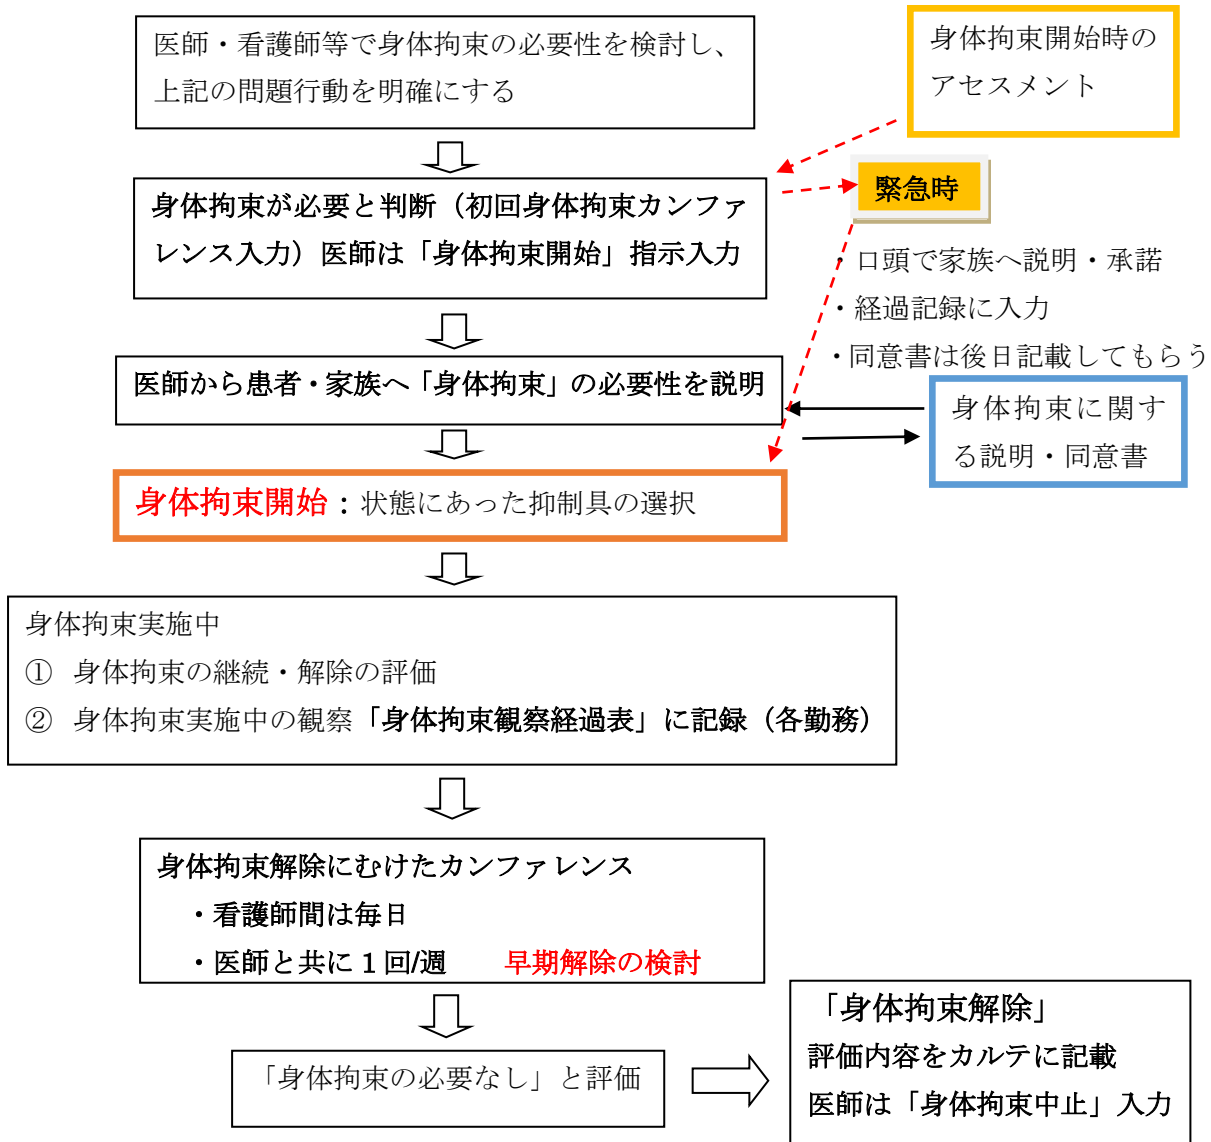 医師・看護師等で身体拘束の必要性を検討し、
上記の問題行動を明確にする
身体拘束開始時の
アセスメント
身体拘束が必要と判断（初回身体拘束カンファ
レンス入力）医師は「身体拘束開始」指示入力
緊急時
・口頭で家族へ説明・承諾
・経過記録に入力
・同意書は後日記載してもらう
医師から患者・家族へ「身体拘束」の必要性を説明
身体拘束に関す
る説明・同意書
身体拘束開始：状態にあった抑制具の選択
身体拘束実施中
① 身体拘束の継続・解除の評価
② 身体拘束実施中の観察「身体拘束観察経過表」に記録（各勤務）
身体拘束解除にむけたカンファレンス
・看護師間は毎日
・医師と共に 1 回/週 早期解除の検討
「身体拘束の必要なし」と評価
「身体拘束解除」
評価内容をカルテに記載
医師は「身体拘束中止」入力